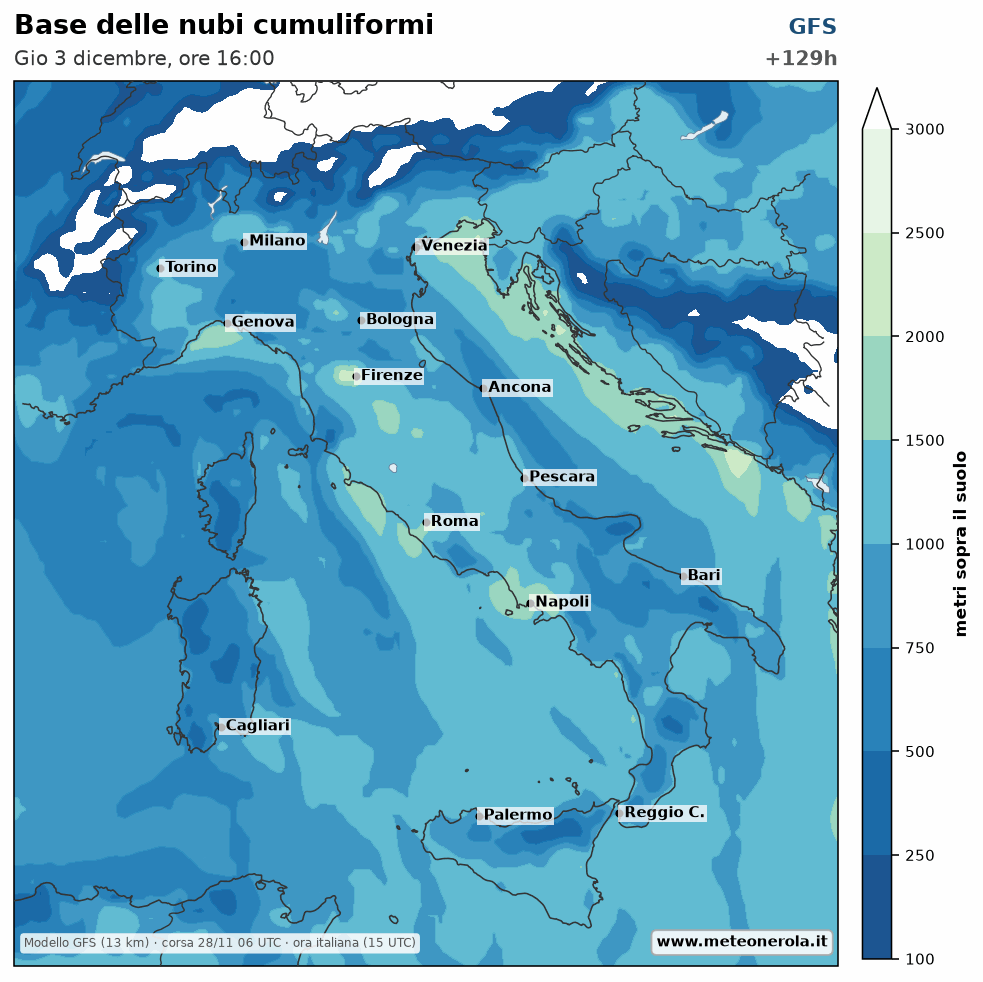 Base delle nubi cumuliformi
GFS
Gio 3 dicembre, ore 16:00
+129h
3000
2500
2000
1500
1000
750
500
250
100
metri sopra il suolo
Milano
Venezia
Torino
Genova
Bologna
Firenze
Ancona
Pescara
Roma
Bari
Napoli
Cagliari
Palermo
Reggio C.
Modello GFS (13 km) · corsa 28/11 06 UTC · ora italiana (15 UTC)
www.meteonerola.it